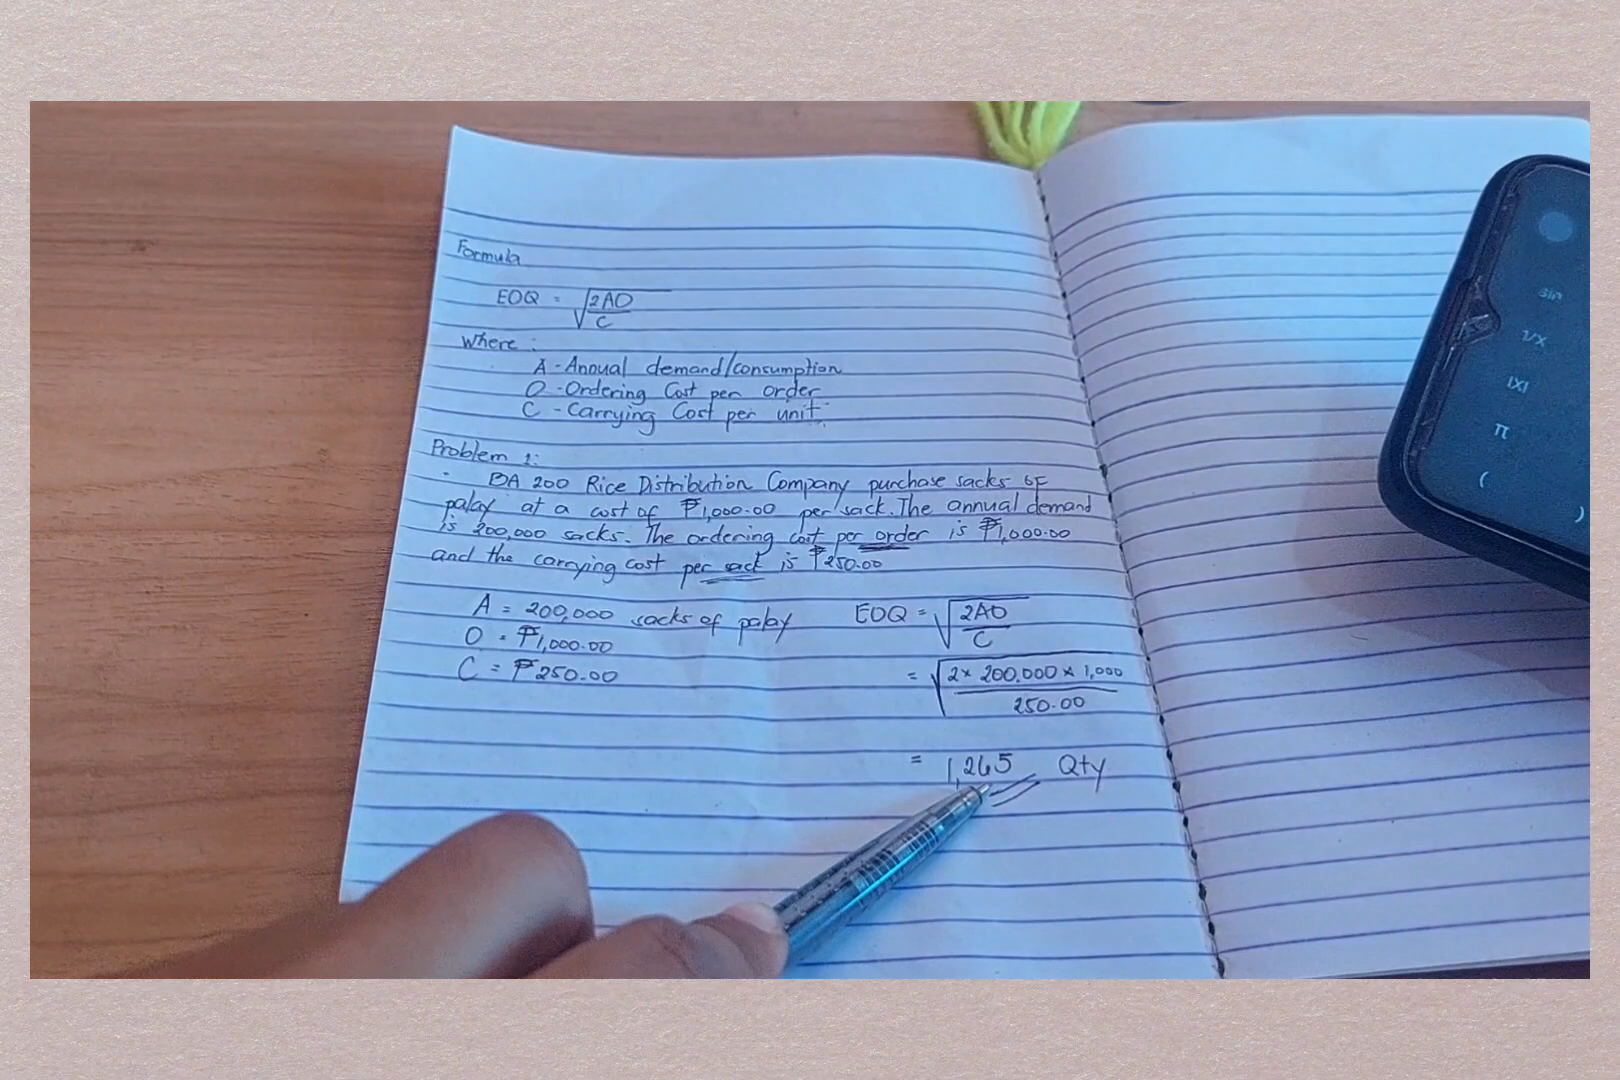 Formula
EOQ = √2AO
C
Where :
A - Annual demand/consumption
O - Ordering Cost per order
C - Carrying Cost per unit.
Problem 1:
BA 200 Rice Distribution Company purchase sacks of
palay at a cost of ₱1,000.00 per sack. The annual demand
is 200,000 sacks. The ordering cost per order is ₱1,000.00
and the carrying cost per sack is ₱250.00
A = 200,000 sacks of palay
O = ₱1,000.00
C = ₱250.00
EOQ = √2AO
C
= √2 x 200,000 x 1,000
250.00
= 1,265 Qty
sin
1/x
|x|
π
(
)